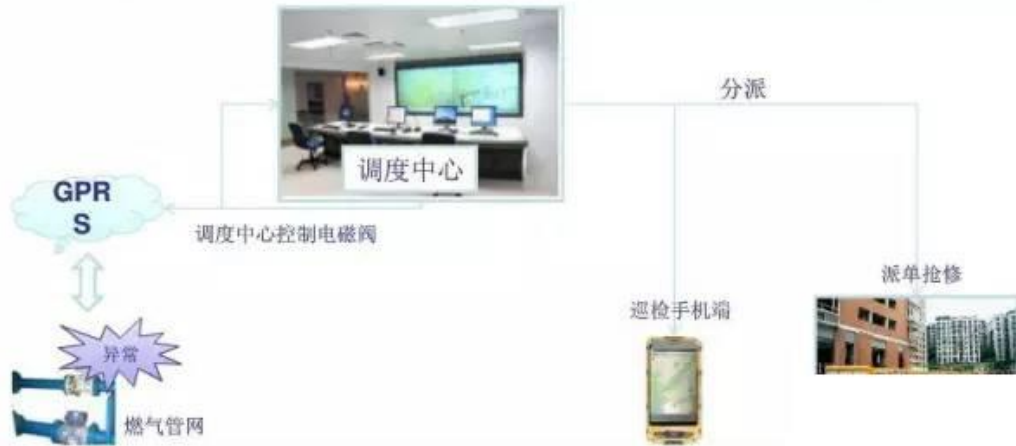 分派
调度中心
GPR
S
调度中心控制电磁阀
派单抢修
巡检手机端
异常
燃气管网